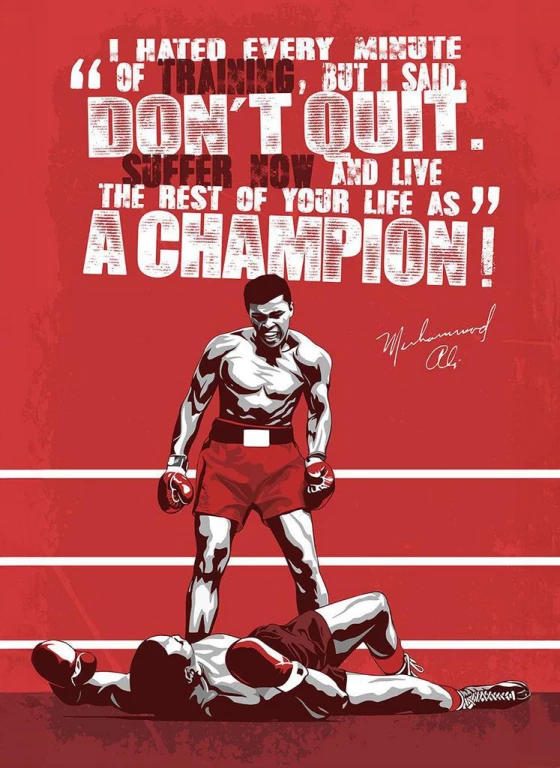 I HATED EVERY MINUTE
“ OF TRAINING, BUT I SAID,
DON´T QUIT.
SUFFER NOW AND LIVE
THE REST OF YOUR LIFE AS ”
A CHAMPION!
Muhammad
Ali